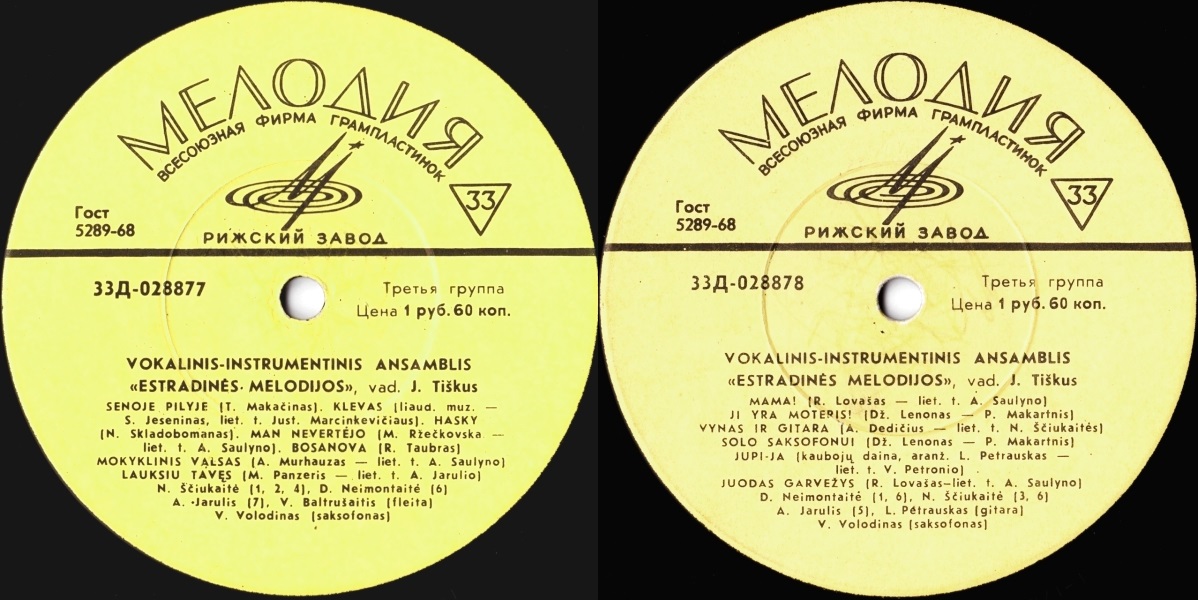 МЕЛОДИЯ
ВСЕСОЮЗНАЯ ФИРМА ГРАМПЛАСТИНОК
33
Гост
5289-68
РИЖСКИЙ ЗАВОД
33Д-028877
Третья группа
Цена 1 руб. 60 коп.
VOKALINIS-INSTRUMENTINIS ANSAMBLIS
«ESTRADINĖS MELODIJOS», vad. J. Tiškus
SENOJE PILYJE (T. Makačinas). KLEVAS (liaud. muz. —
S. Jeseninas, liet. t. Just. Marcinkevičiaus). HASKY
(N. Skladobomanas). MAN NEVERTĖJO (M. Ržečkovska —
liet. t. A. Saulyno). BOSANOVA (R. Taubras)
MOKYKLINIS VALSAS (A. Murhauzas — liet. t. A. Saulyno)
LAUKSIU TAVĘS (M. Panzeris — liet. t. A. Jarulio)
N. Ščiukaitė (1, 2, 4), D. Neimontaitė (6)
A. Jarulis (7), V. Baltrušaitis (fleita)
V. Volodinas (saksofonas)
МЕЛОДИЯ
ВСЕСОЮЗНАЯ ФИРМА ГРАМПЛАСТИНОК
33
Гост
5289-68
РИЖСКИЙ ЗАВОД
33Д-028878
Третья группа
Цена 1 руб. 60 коп.
VOKALINIS-INSTRUMENTINIS ANSAMBLIS
«ESTRADINĖS MELODIJOS», vad. J. Tiškus
MAMA! (R. Lovašas — liet. t. A. Saulyno)
JI YRA MOTERIS! (Dž. Lenonas — P. Makartnis)
VYNAS IR GITARA (A. Dedičius — liet. t. N. Ščiukaitės)
SOLO SAKSOFONUI (Dž. Lenonas — P. Makartnis)
JUPI-JA (kaubojų daina, aranž. L. Petrauskas —
liet. t. V. Petronio)
JUODAS GARVEŽYS (R. Lovašas—liet. t. A. Saulyno)
D. Neimontaitė (1, 6), N. Ščiukaitė (3, 6)
A. Jarulis (5), L. Petrauskas (gitara)
V. Volodinas (saksofonas)